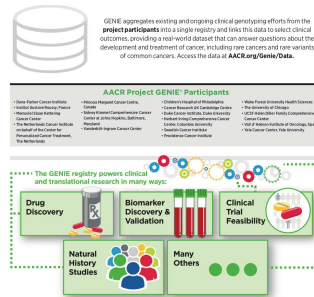 GENIE aggregates existing and ongoing clinical genotyping efforts from the
project participants into a single registry and links this data to select clinical
outcomes, providing a real-world dataset that can answer questions about the
development and treatment of cancer, including rare cancers and rare variants
of common cancers. Access the data at AACR.org/Genie/Data.
AACR Project GENIE® Participants
• Dana-Farber Cancer Institute
• Institut Gustave Roussy, France
• Memorial Sloan Kettering
Cancer Center
• The Netherlands Cancer Institute
on behalf of the Center for
Personalized Cancer Treatment,
The Netherlands
• Princess Margaret Cancer Centre,
Canada
• Sidney Kimmel Comprehensive Cancer
Center at Johns Hopkins, Baltimore,
Maryland
• Vanderbilt-Ingram Cancer Center
• Children's Hospital of Philadelphia
• Cancer Research UK Cambridge Centre
• Duke Cancer Institute, Duke University
• Herbert Irving Comprehensive Cancer
Center, Columbia University
• Swedish Cancer Institute
• Providence Cancer Institute
• Wake Forest University Health Sciences
• The University of Chicago
• UCSF Helen Diller Family Comprehensive
Cancer Center
• Vall d' Hebron Institute of Oncology, Spain
• Yale Cancer Center, Yale University
The GENIE registry powers clinical
and translational research in many ways:
Drug
Discovery
Biomarker
Discovery &
Validation
Clinical
Trial
Feasibility
Natural
History
Studies
Many
Others